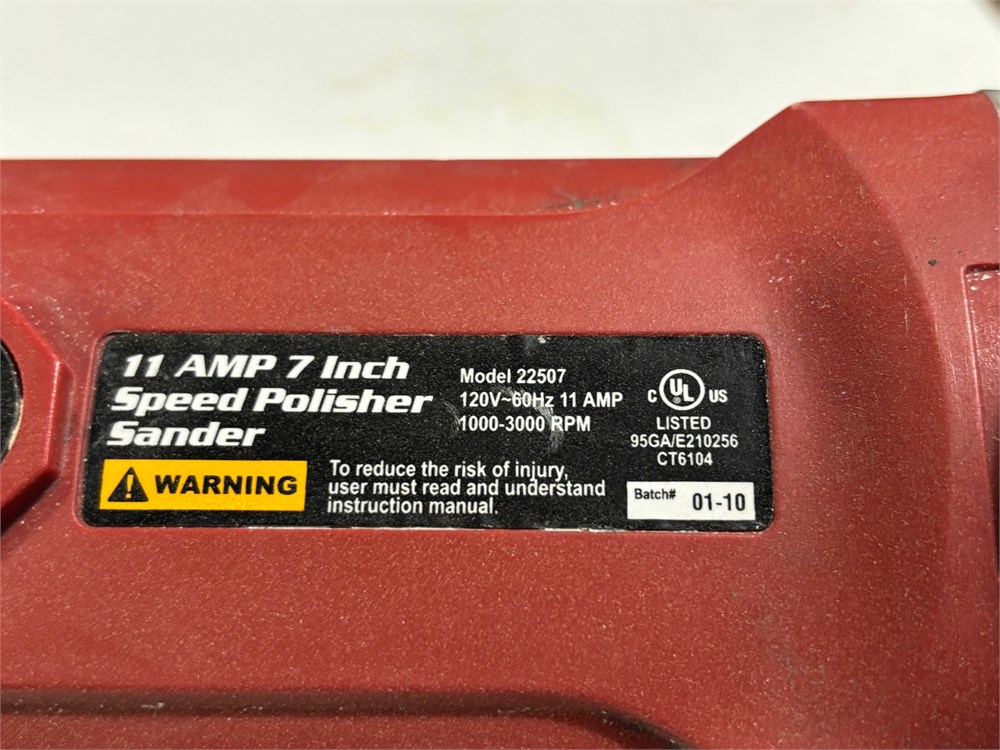 11 AMP 7 Inch
Speed Polisher
Sander
Model 22507
120V~60Hz 11 AMP
1000-3000 RPM
C UL US
LISTED
95GA/E210256
CT6104
WARNING
To reduce the risk of injury,
user must read and understand
instruction manual.
Batch# 01-10